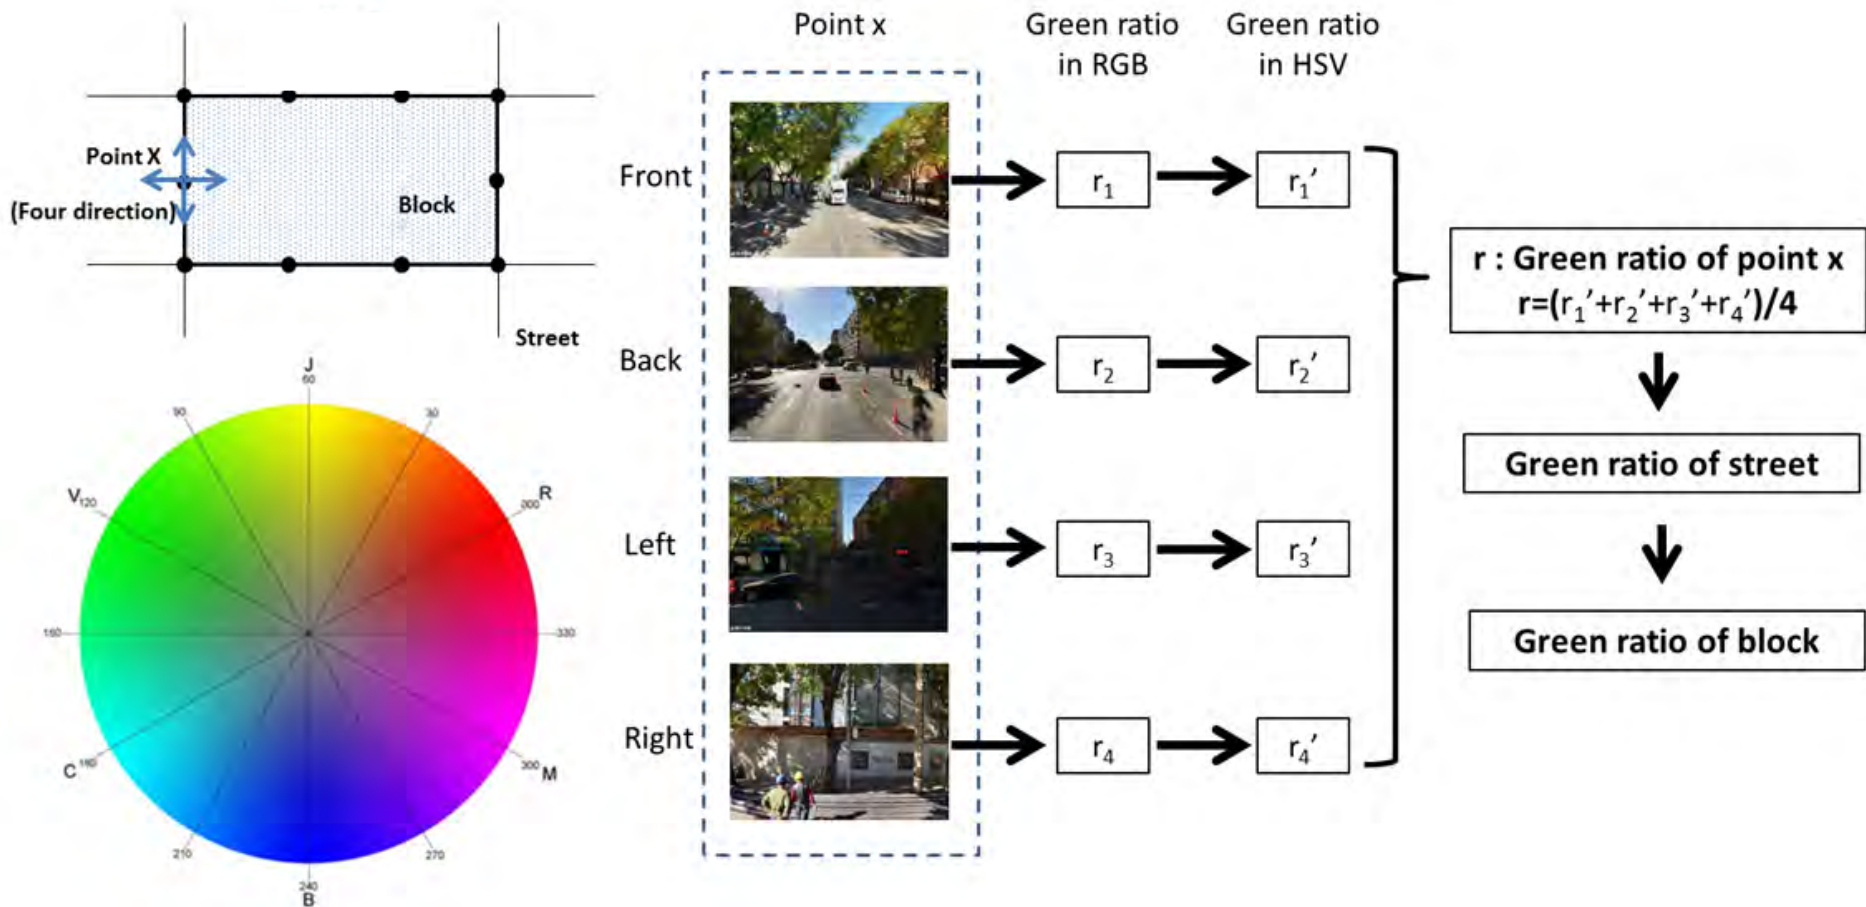 Point X
(Four direction)
Block
Street
J
60
90
30
V
120
R
150
330
C
180
300
M
210
270
240
B
Point x
Green ratio
in RGB
Green ratio
in HSV
Front
r₁
r₁'
Back
r₂
r₂'
Left
r₃
r₃'
Right
r₄
r₄'
r : Green ratio of point x
r=(r₁'+r₂'+r₃'+r₄')/4
Green ratio of street
Green ratio of block